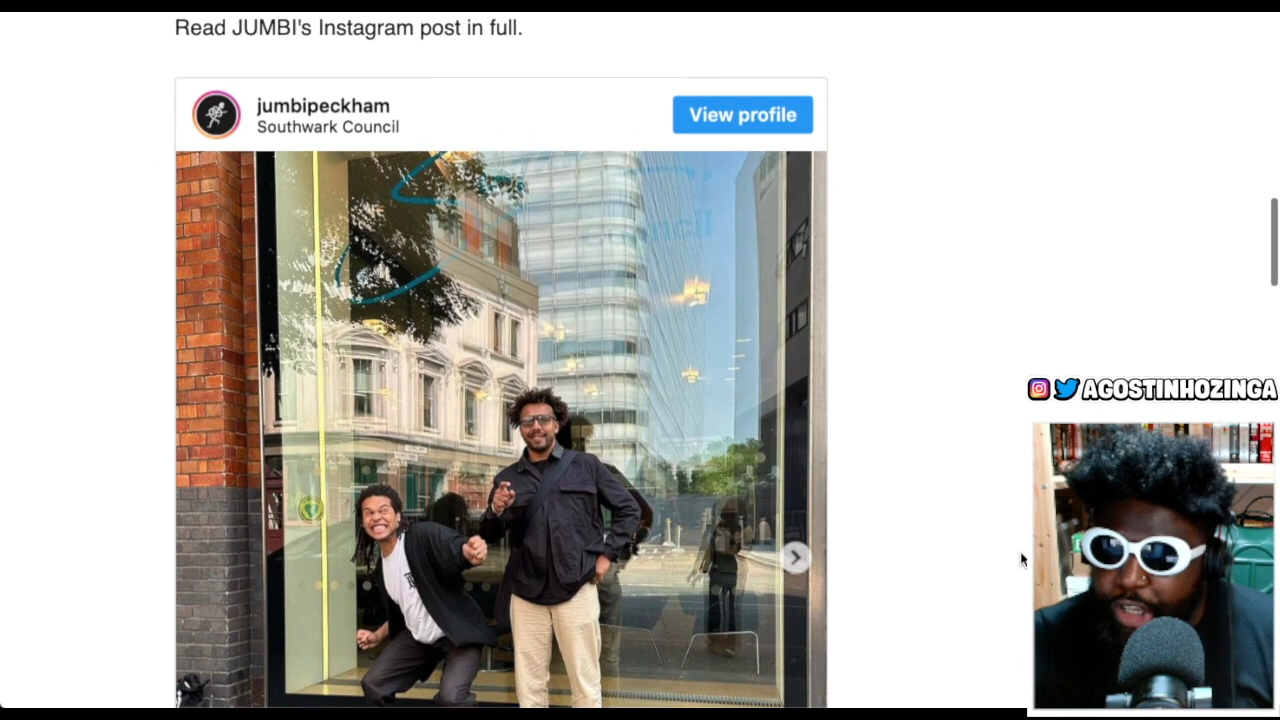 Read JUMBI's Instagram post in full.
jumbipeckham
Southwark Council
View profile
AGOSTINHOZINGA